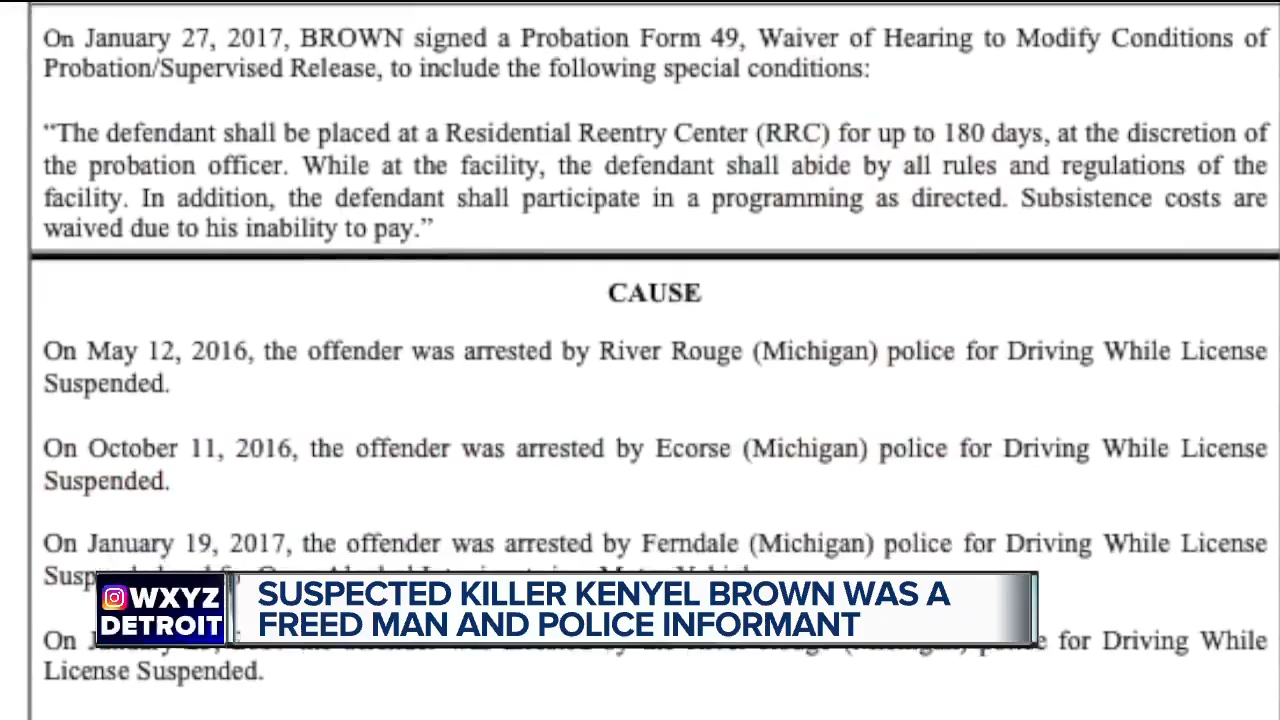 On January 27, 2017, BROWN signed a Probation Form 49, Waiver of Hearing to Modify Conditions of
Probation/Supervised Release, to include the following special conditions:
“The defendant shall be placed at a Residential Reentry Center (RRC) for up to 180 days, at the discretion of
the probation officer. While at the facility, the defendant shall abide by all rules and regulations of the
facility. In addition, the defendant shall participate in a programming as directed. Subsistence costs are
waived due to his inability to pay.”
CAUSE
On May 12, 2016, the offender was arrested by River Rouge (Michigan) police for Driving While License
Suspended.
On October 11, 2016, the offender was arrested by Ecorse (Michigan) police for Driving While License
Suspended.
On January 19, 2017, the offender was arrested by Ferndale (Michigan) police for Driving While License
WXYZ
DETROIT
SUSPECTED KILLER KENYEL BROWN WAS A
FREED MAN AND POLICE INFORMANT
On for Driving While
License Suspended.